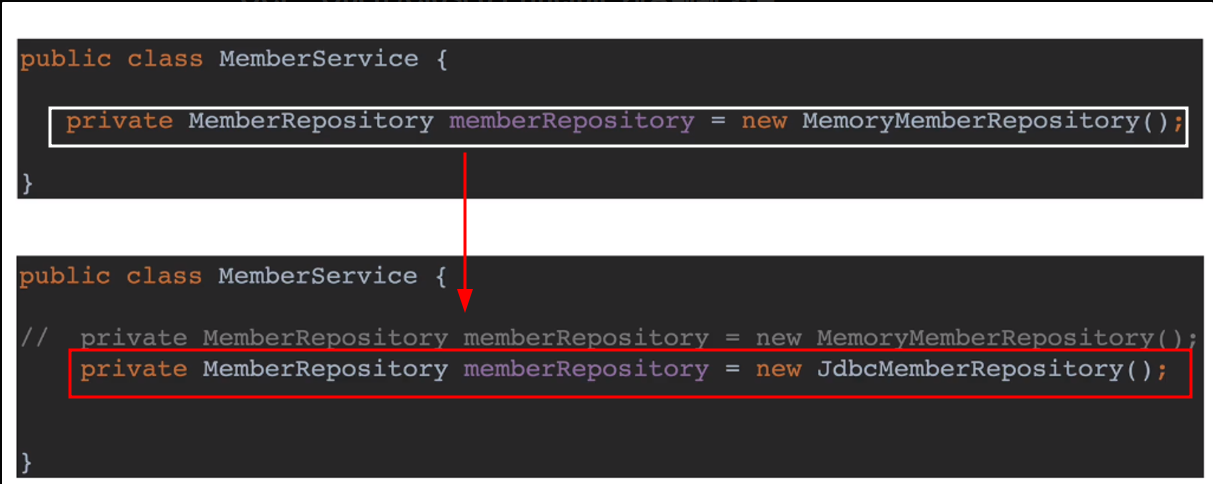 public class MemberService {
private MemberRepository memberRepository = new MemoryMemberRepository();
}
public class MemberService {
//  private MemberRepository memberRepository = new MemoryMemberRepository();
private MemberRepository memberRepository = new JdbcMemberRepository();
}